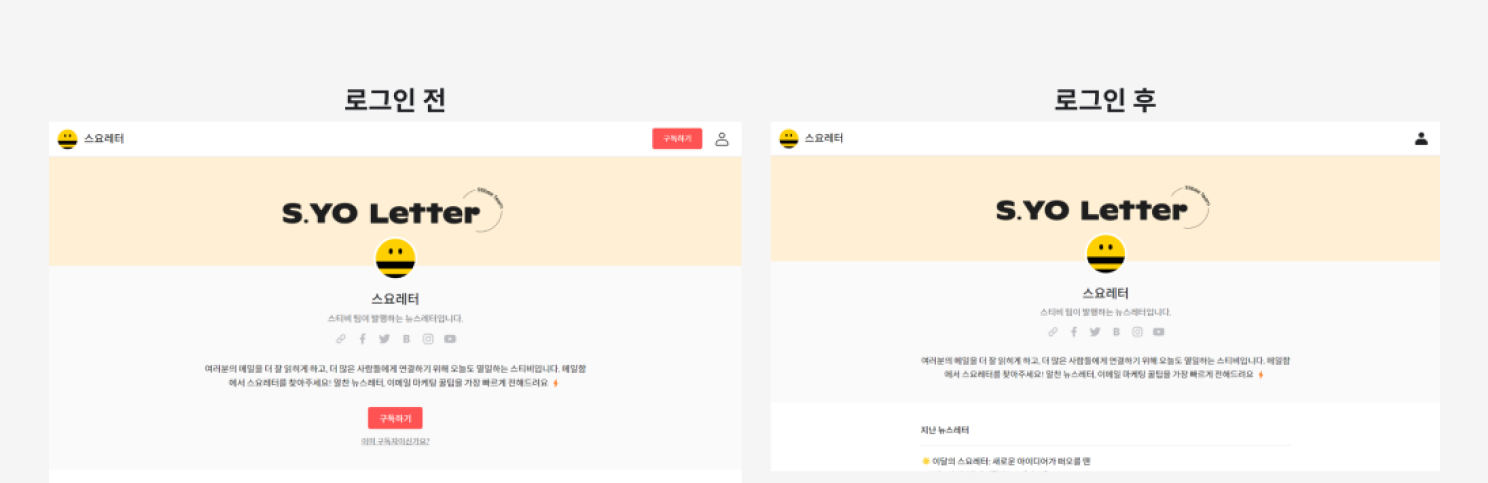 로그인 전
스요레터
구독하기
S.YO Letter
스요레터
스티비 팀이 발행하는 뉴스레터입니다.
B
여러분의 메일을 더 잘 읽히게 하고, 더 많은 사람들에게 연결하기 위해 오늘도 열일하는 스티비입니다. 메일함
에서 스요레터를 찾아주세요! 알찬 뉴스레터, 이메일 마케팅 꿀팁을 가장 빠르게 전해드려요
구독하기
이미 구독자이신가요?
로그인 후
스요레터
S.YO Letter
스요레터
스티비 팀이 발행하는 뉴스레터입니다.
B
여러분의 메일을 더 잘 읽히게 하고, 더 많은 사람들에게 연결하기 위해 오늘도 열일하는 스티비입니다. 메일함
에서 스요레터를 찾아주세요! 알찬 뉴스레터, 이메일 마케팅 꿀팁을 가장 빠르게 전해드려요
지난 뉴스레터
이달의 스요레터: 새로운 아이디어가 떠오를 땐